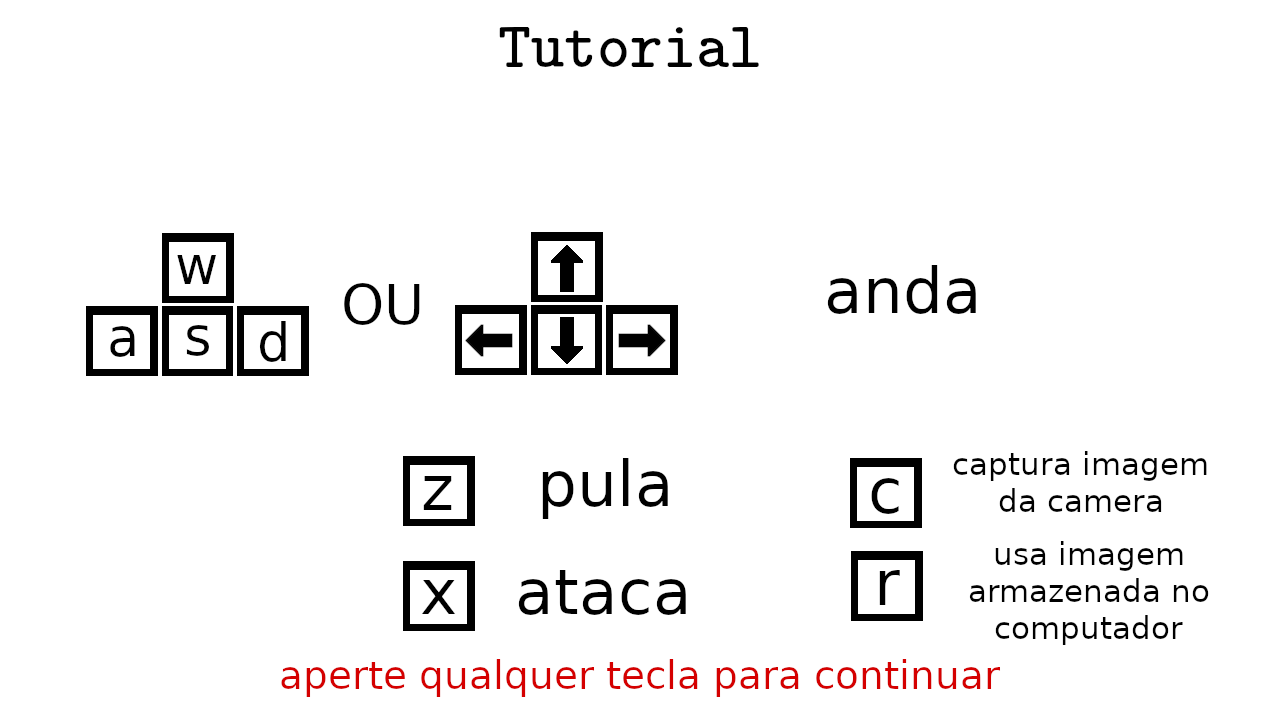 Tutorial
w
a s d
OU
anda
z pula
c captura imagem
da camera
x ataca
r usa imagem
armazenada no
computador
aperte qualquer tecla para continuar